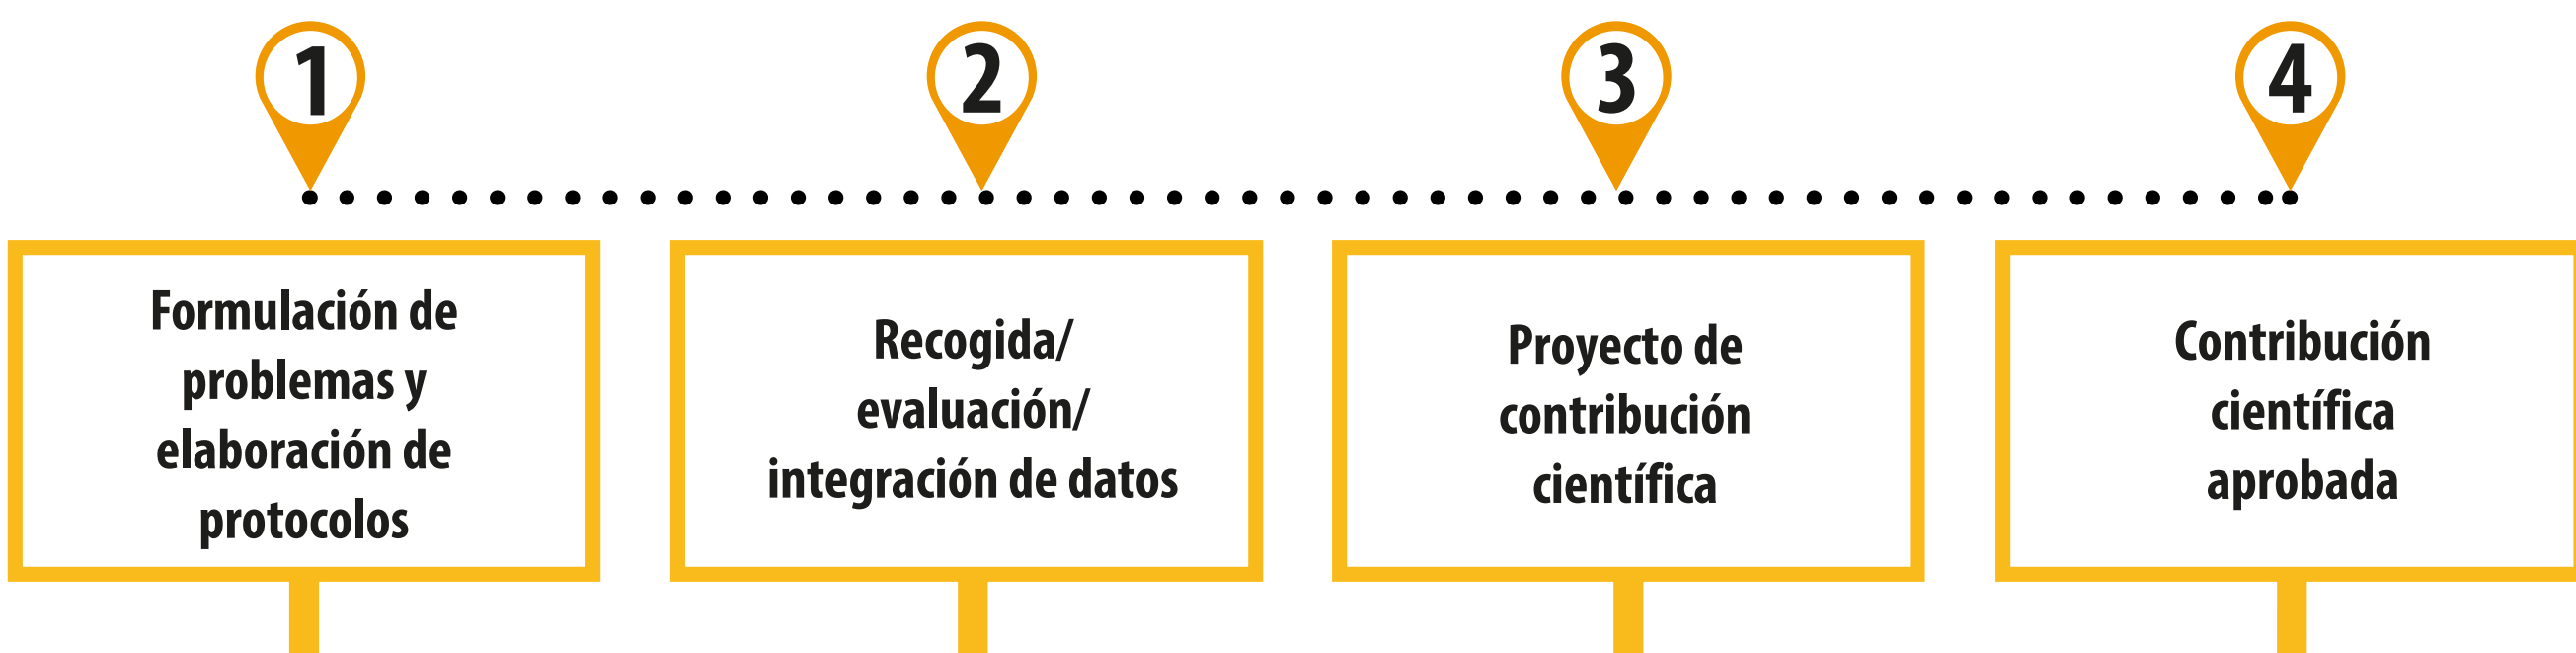 1
2
3
4
Formulación de
problemas y
elaboración de
protocolos
Recogida/
evaluación/
integración de datos
Proyecto de
contribución
científica
Contribución
científica
aprobada